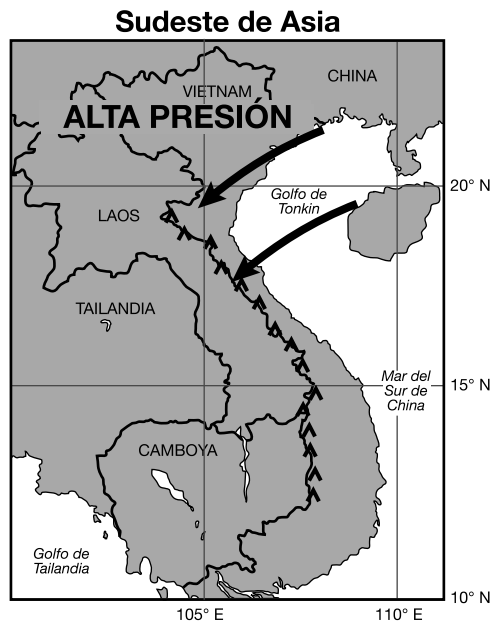 Sudeste de Asia
CHINA
VIETNAM
ALTA PRESIÓN
20° N
Golfo de
Tonkin
LAOS
TAILANDIA
Mar del
Sur de
China
15° N
CAMBOYA
Golfo de
Tailandia
10° N
105° E
110° E